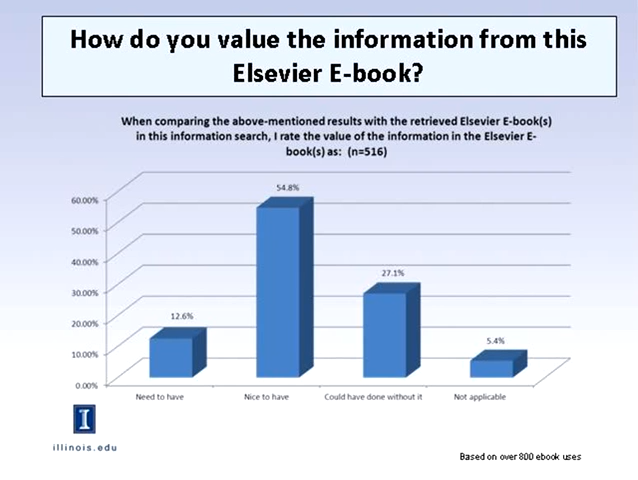 How do you value the information from this
Elsevier E-book?
When comparing the above-mentioned results with the retrieved Elsevier E-book(s)
in this information search, I rate the value of the information in the Elsevier E-
book(s) as: (n=516)
60.00%
50.00%
40.00%
30.00%
20.00%
10.00%
0.00%
12.6%
54.8%
27.1%
5.4%
Need to have
Nice to have
Could have done without it
Not applicable
I
illinois.edu
Based on over 800 ebook uses